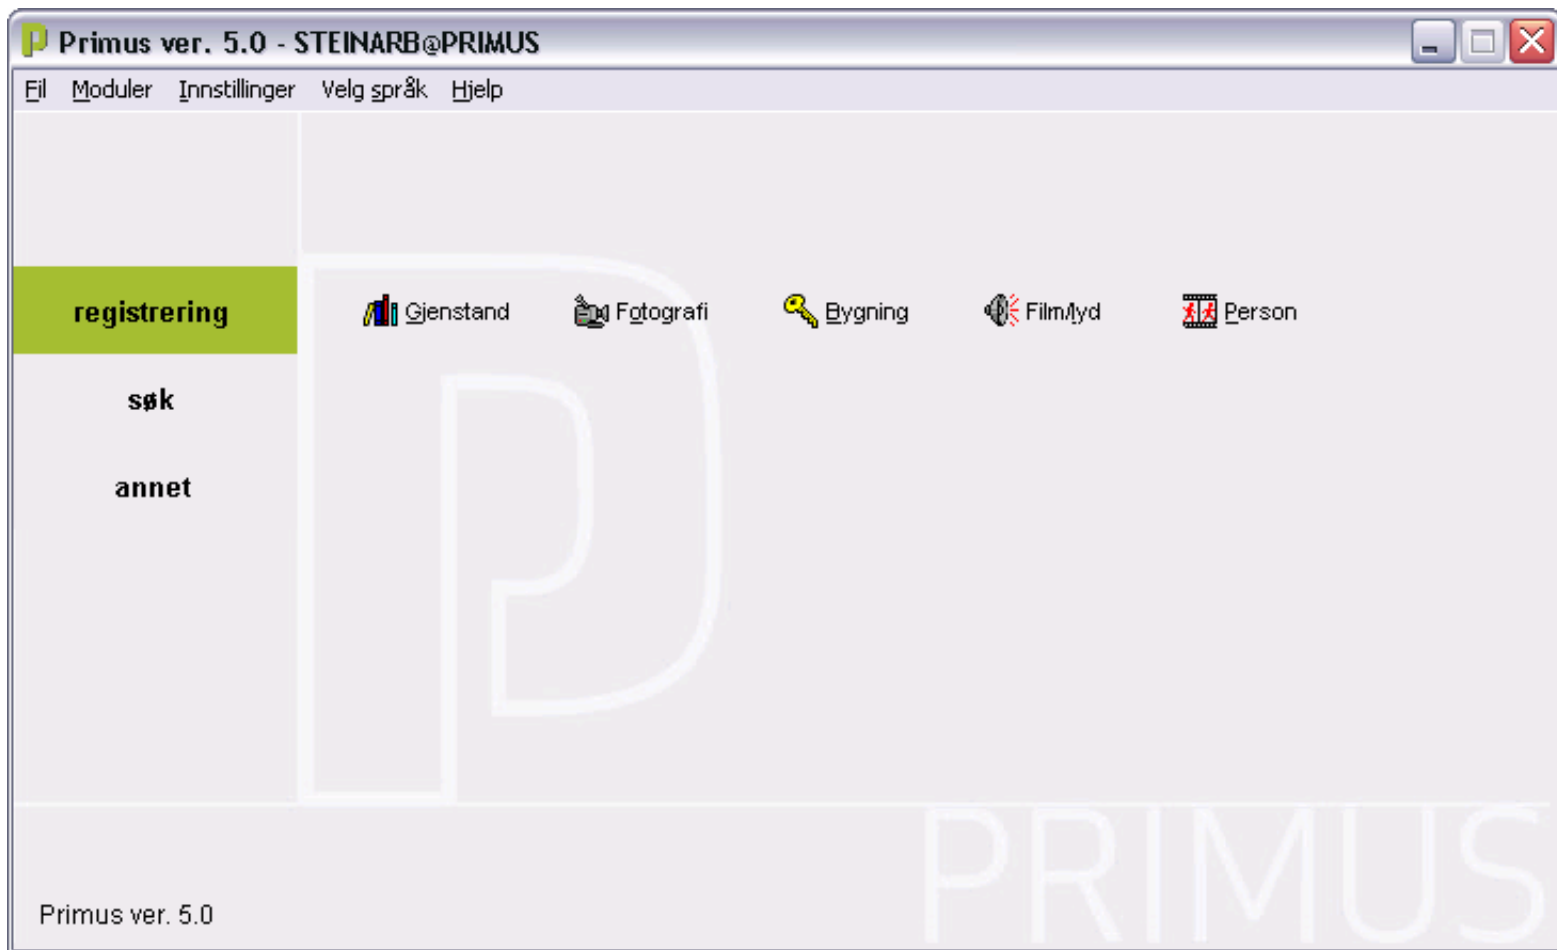 Primus ver. 5.0 - STEINARB@PRIMUS
Fil Moduler Innstillinger Velg språk Hjelp
registrering Gjenstand Fotografi Bygning Film/lyd Person
søk
annet
PRIMUS
Primus ver. 5.0